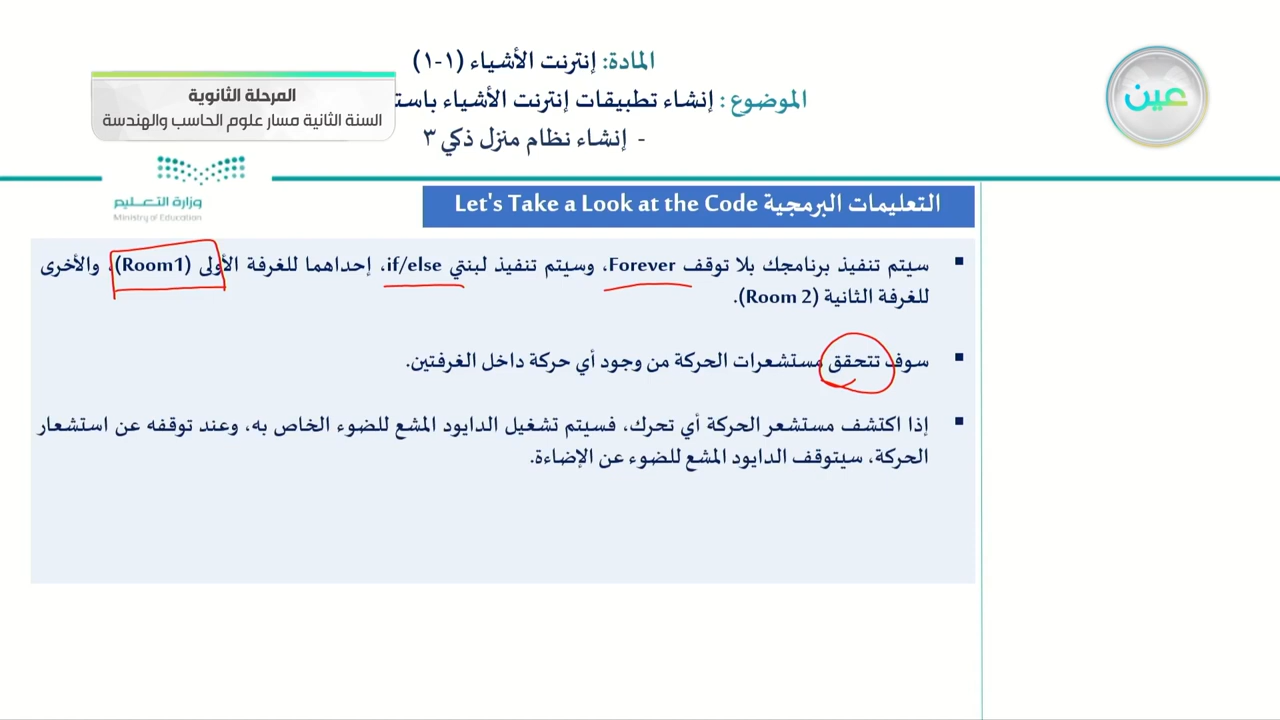 المادة: إنترنت الأشياء (١-١)
الموضوع : إنشاء تطبيقات إنترنت الأشياء
- إنشاء نظام منزل ذكي ٣
المرحلة الثانوية
السنة الثانية مسار علوم الحاسب والهندسة
عين
وزارة التعليم
Ministry of Education
التعليمات البرمجية Let's Take a Look at the Code
▪ سيتم تنفيذ برنامجك بلا توقف Forever، وسيتم تنفيذ لبنتي if/else، إحداهما للغرفة الأولى (Room1)، والأخرى
للغرفة الثانية (Room 2).
▪ سوف تتحقق مستشعرات الحركة من وجود أي حركة داخل الغرفتين.
▪ إذا اكتشف مستشعر الحركة أي تحرك، فسيتم تشغيل الدايود المشع للضوء الخاص به، وعند توقفه عن استشعار
الحركة، سيتوقف الدايود المشع للضوء عن الإضاءة.